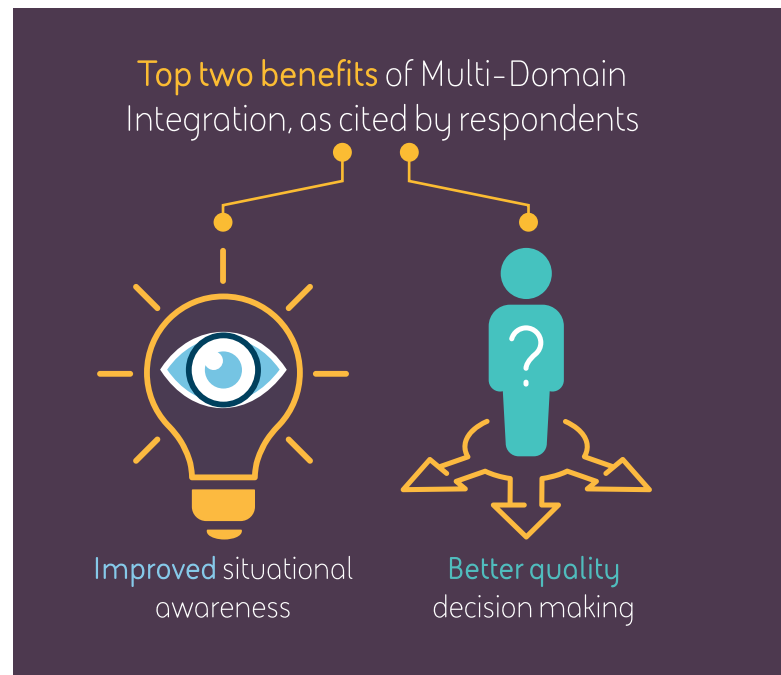 Top two benefits of Multi-Domain
Integration, as cited by respondents
?
Improved situational
awareness
Better quality
decision making